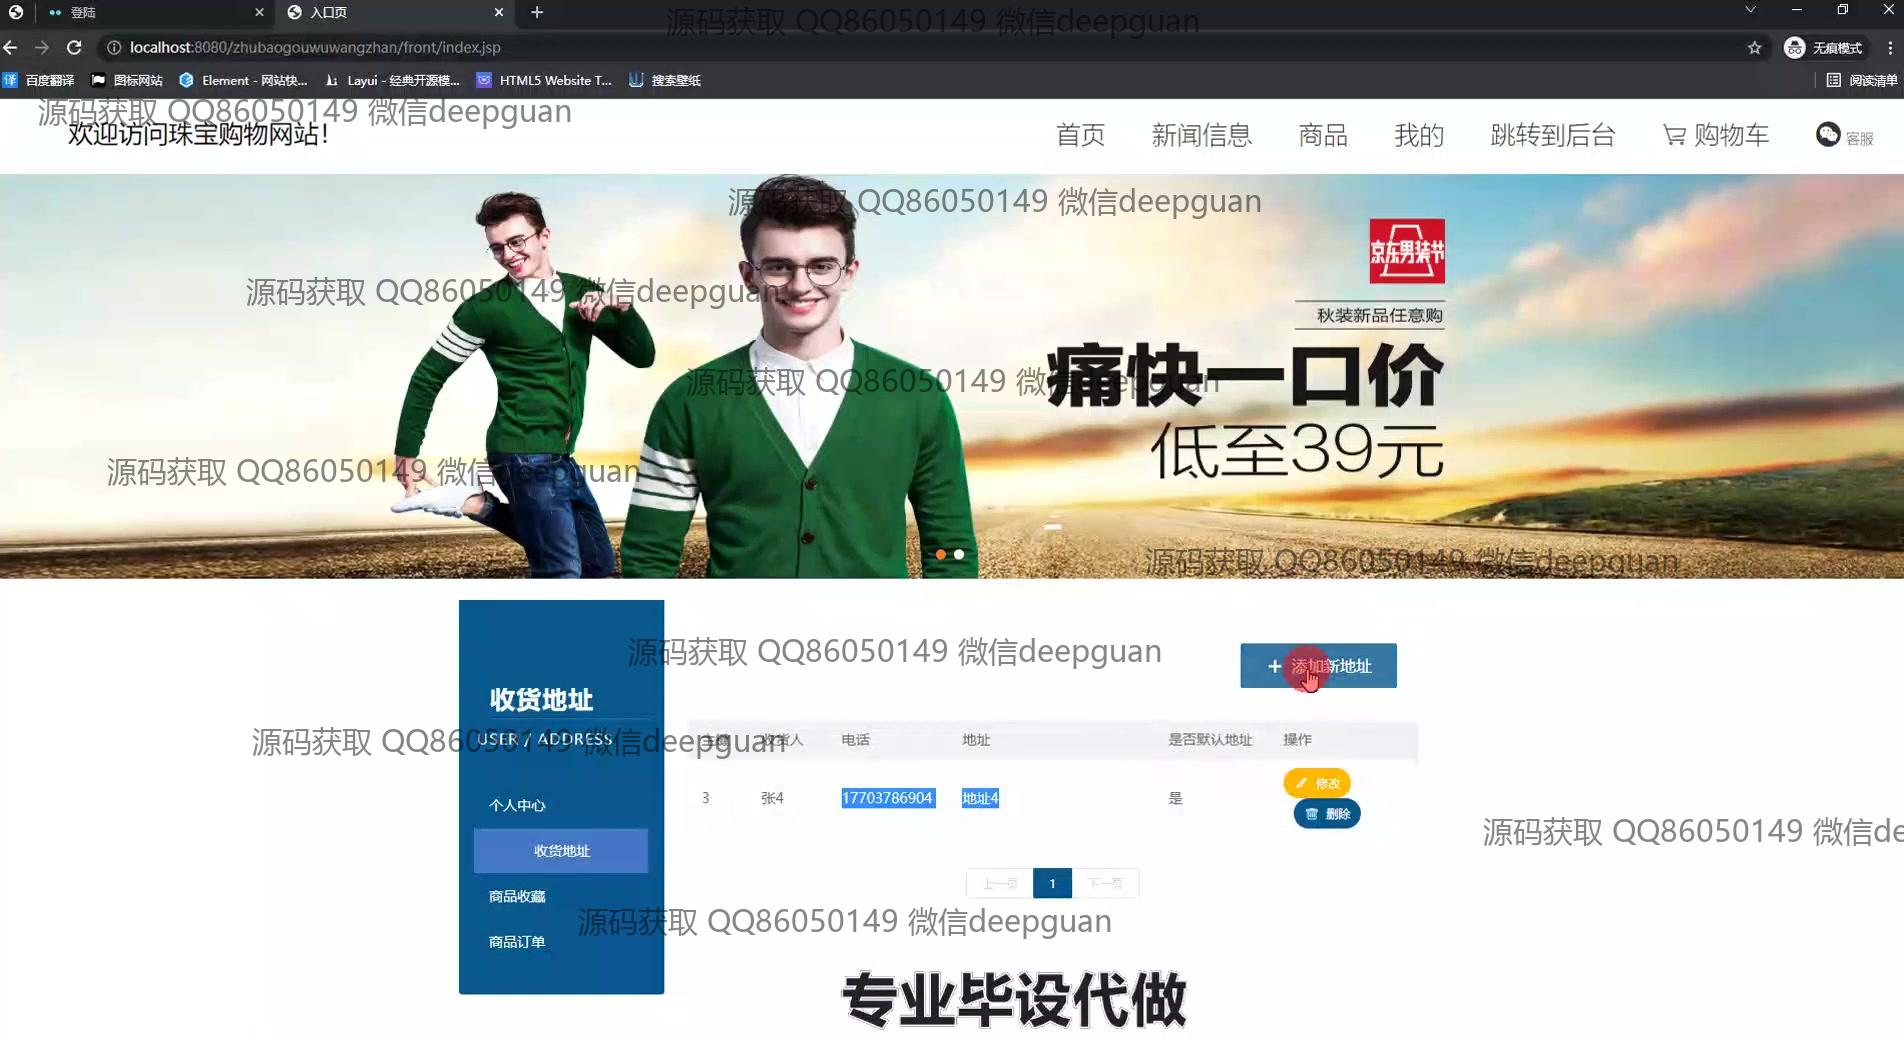 登陆
入口页
源码获取 QQ86050149 微信deepguan
localhost:8080/zhubaogouwuwangzhan/front/index.jsp
无痕模式
百度翻译
图标网站
Element - 网站快...
Layui - 经典开源模...
HTML5 Website T...
搜索壁纸
阅读清单
源码获取 QQ86050149 微信deepguan
欢迎访问珠宝购物网站!
首页
新闻信息
商品
我的
跳转到后台
购物车
客服
源码获取 QQ86050149 微信deepguan
京东男装节
源码获取 QQ86050149 微信deepguan
秋装新品任意购
痛快一口价
源码获取 QQ86050149 微信deepguan
低至39元
源码获取 QQ86050149 微信deepguan
源码获取 QQ86050149 微信deepguan
源码获取 QQ86050149 微信deepguan
+ 添加新地址
收货地址
USER / ADDRESS
源码获取 QQ86050149 微信deepguan
主键 收货人 电话 地址 是否默认地址 操作
3 张4 17703786904 地址4 是 修改
删除
个人中心
收货地址
商品收藏
商品订单
源码获取 QQ86050149 微信de
上一页 1 下一页
源码获取 QQ86050149 微信deepguan
专业毕设代做